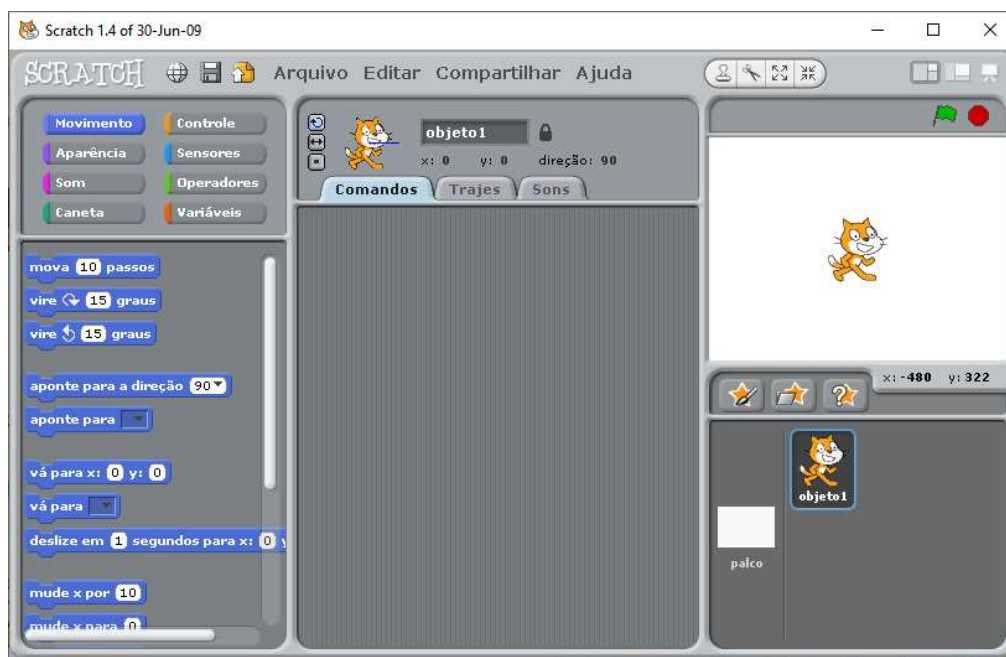 Scratch 1.4 of 30-Jun-09
SCRATCH Arquivo Editar Compartilhar Ajuda
Movimento Controle
Aparência Sensores
Som Operadores
Caneta Variáveis
mova 10 passos
vire 15 graus
vire 15 graus
aponte para a direção 90
aponte para
vá para x: 0 y: 0
vá para
deslize em 1 segundos para x: 0 y
mude x por 10
mude x para 0
objeto1
x: 0 y: 0 direção: 90
Comandos Trajes Sons
x: -480 y: 322
objeto1
palco